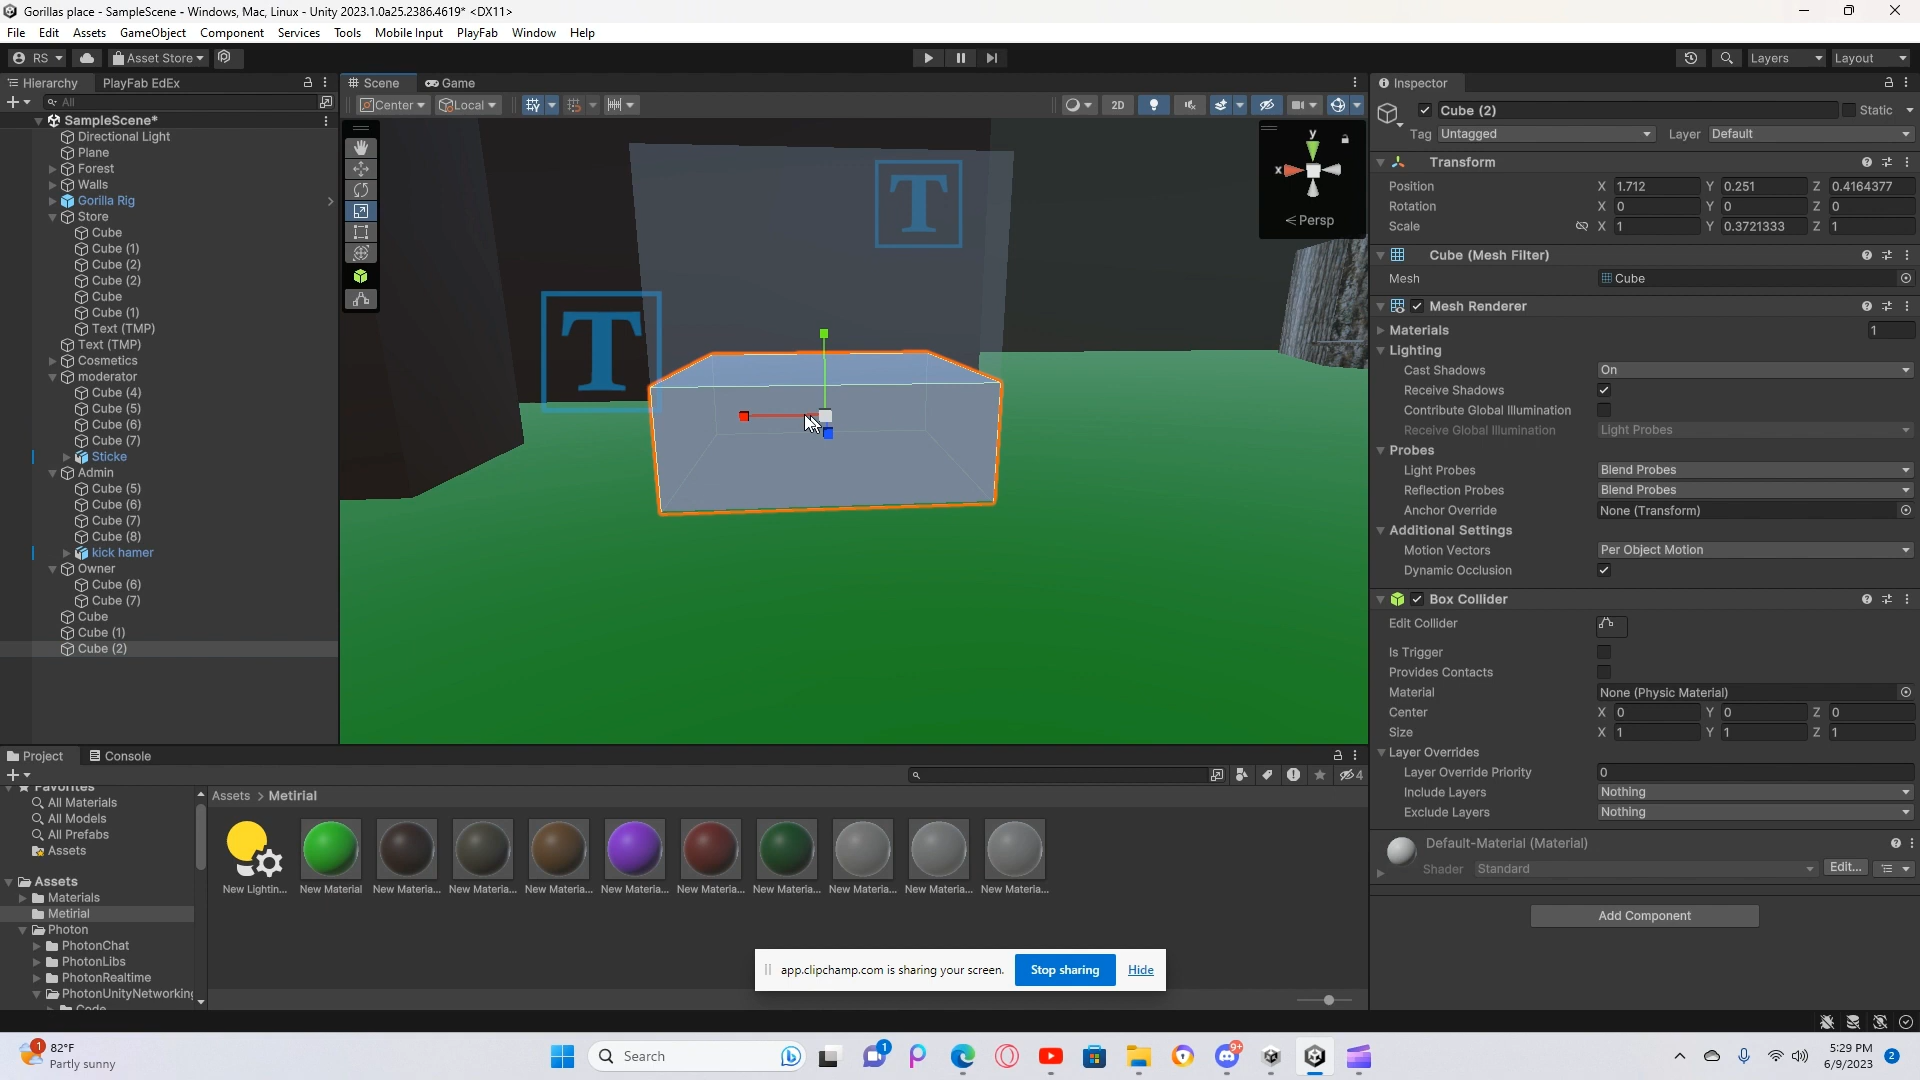 Gorillas place - SampleScene - Windows, Mac, Linux - Unity 2023.1.0a25.2386.4619* <DX11>
File Edit Assets GameObject Component Services Tools Mobile Input PlayFab Window Help
RS Asset Store Layers Layout
Hierarchy PlayFab EdEx
All
SampleScene*
Directional Light
Plane
Forest
Walls
Gorilla Rig
Store
Cube
Cube (1)
Cube (2)
Cube (2)
Cube
Cube (1)
Text (TMP)
Text (TMP)
Cosmetics
moderator
Cube (4)
Cube (5)
Cube (6)
Cube (7)
Sticke
Admin
Cube (5)
Cube (6)
Cube (7)
Cube (8)
kick hamer
Owner
Cube (6)
Cube (7)
Cube
Cube (1)
Cube (2)
Scene Game
Center Local 2D
T
T
y
x
Persp
Inspector
Cube (2) Static
Tag Untagged Layer Default
Transform
Position X 1.712 Y 0.251 Z 0.4164377
Rotation X 0 Y 0 Z 0
Scale X 1 Y 0.3721333 Z 1
Cube (Mesh Filter)
Mesh Cube
Mesh Renderer
Materials 1
Lighting
Cast Shadows On
Receive Shadows
Contribute Global Illumination
Receive Global Illumination Light Probes
Probes
Light Probes Blend Probes
Reflection Probes Blend Probes
Anchor Override None (Transform)
Additional Settings
Motion Vectors Per Object Motion
Dynamic Occlusion
Box Collider
Edit Collider
Is Trigger
Provides Contacts
Material None (Physic Material)
Center X 0 Y 0 Z 0
Size X 1 Y 1 Z 1
Layer Overrides
Layer Override Priority 0
Include Layers Nothing
Exclude Layers Nothing
Default-Material (Material)
Shader Standard Edit...
Add Component
Project Console
4
Favorites
All Materials
All Models
All Prefabs
Assets
Assets
Materials
Metirial
Photon
PhotonChat
PhotonLibs
PhotonRealtime
PhotonUnityNetworking
Code
Assets > Metirial
New Lightin... New Material New Materia... New Materia... New Materia... New Materia... New Materia... New Materia... New Materia... New Materia... New Materia...
app.clipchamp.com is sharing your screen. Stop sharing Hide
1
82°F
Partly sunny
Search
1
9+
5:29 PM
6/9/2023
2